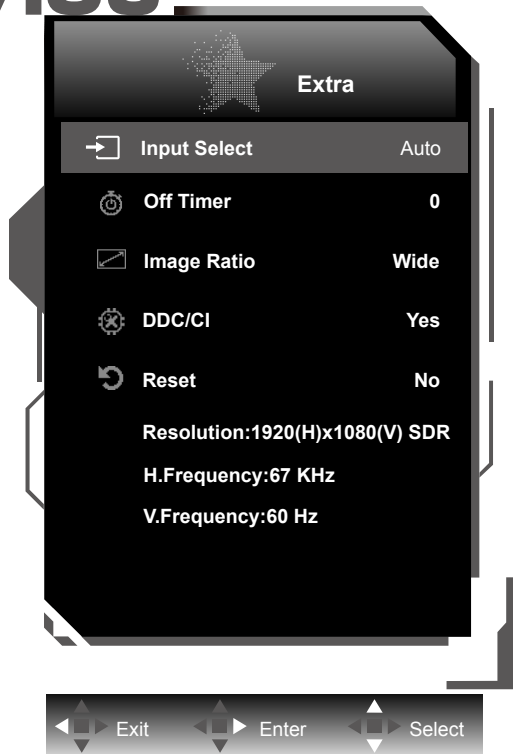 Extra
Input Select Auto
Off Timer 0
Image Ratio Wide
DDC/CI Yes
Reset No
Resolution:1920(H)x1080(V) SDR
H.Frequency:67 KHz
V.Frequency:60 Hz
Exit Enter Select